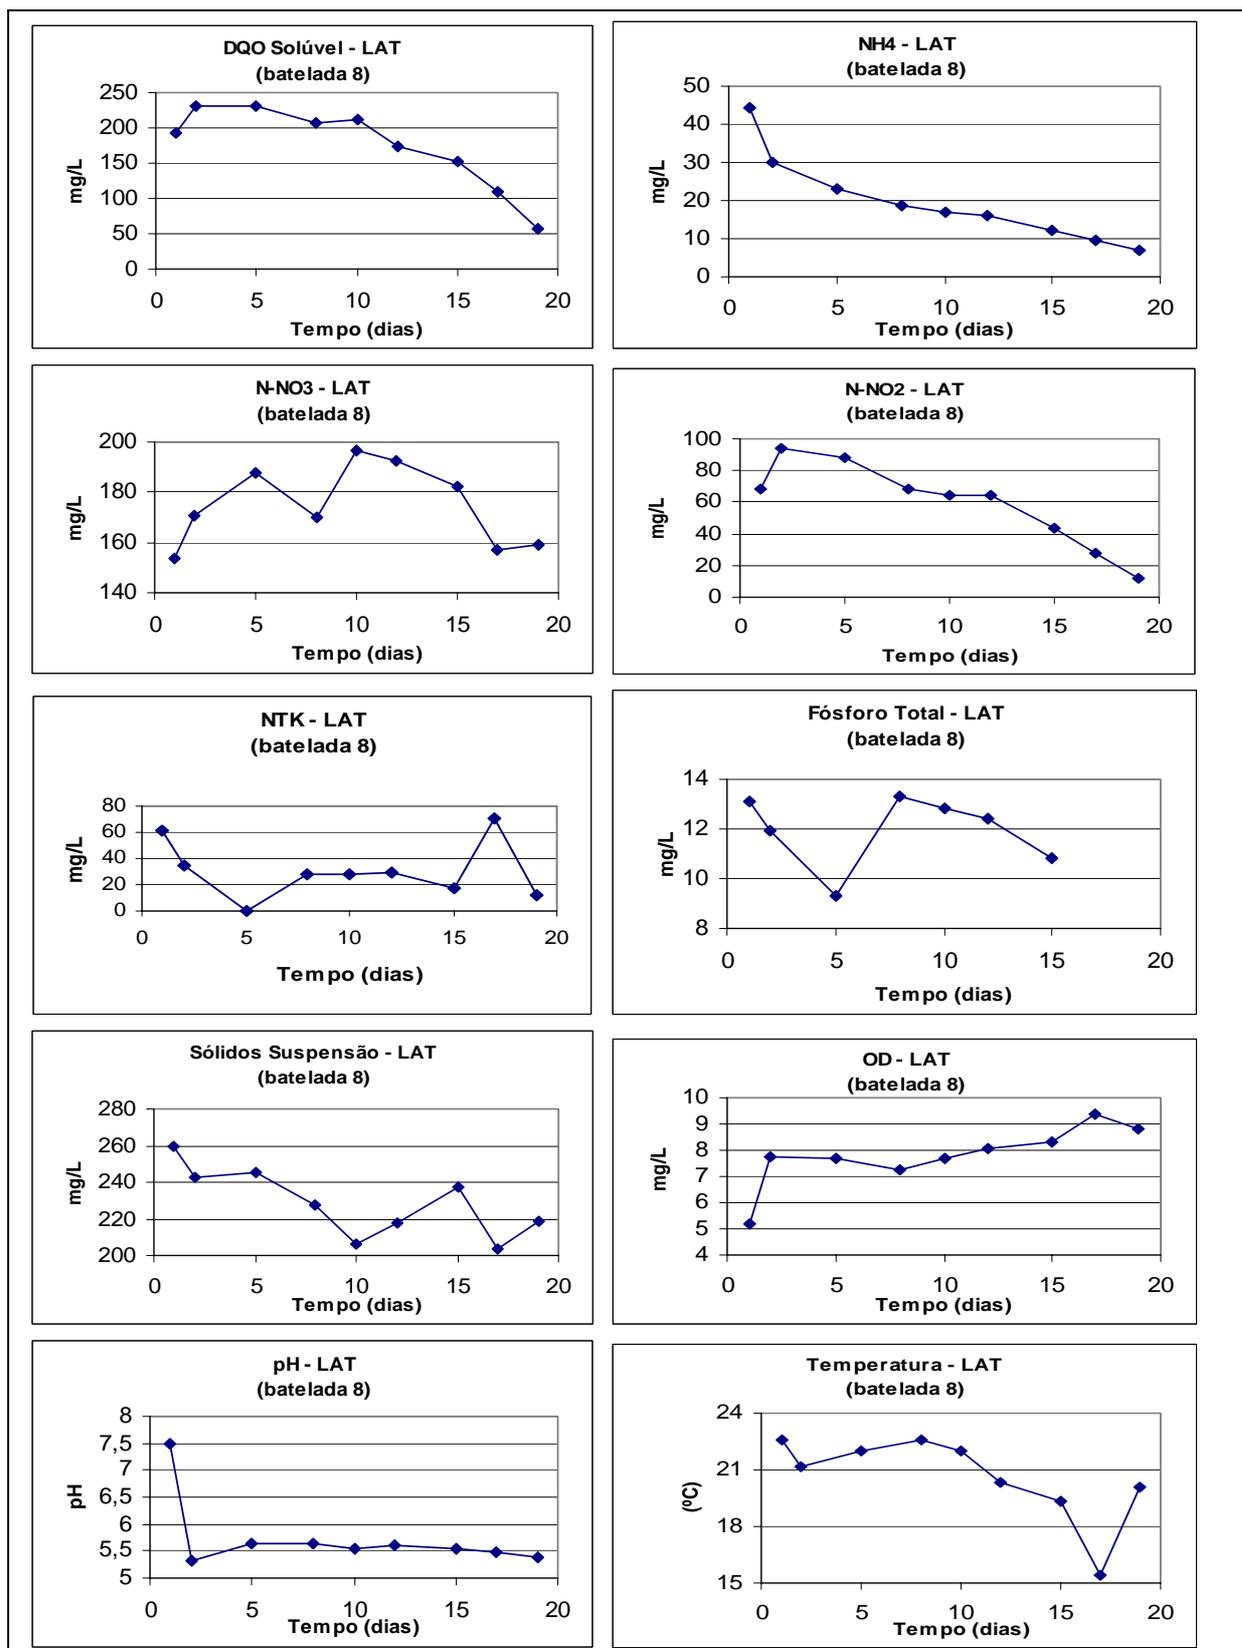 DQO Solúvel - LAT
(batelada 8)
250
200
150
100
50
0
mg/L
0 5 10 15 20
Tempo (dias)
NH4 - LAT
(batelada 8)
50
40
30
20
10
0
mg/L
0 5 10 15 20
Tempo (dias)
N-NO3 - LAT
(batelada 8)
200
180
160
140
mg/L
0 5 10 15 20
Tempo (dias)
N-NO2 - LAT
(batelada 8)
100
80
60
40
20
0
mg/L
0 5 10 15 20
Tempo (dias)
NTK - LAT
(batelada 8)
80
60
40
20
0
mg/L
0 5 10 15 20
Tempo (dias)
Fósforo Total - LAT
(batelada 8)
14
12
10
8
mg/L
0 5 10 15 20
Tempo (dias)
Sólidos Suspensão - LAT
(batelada 8)
280
260
240
220
200
mg/L
0 5 10 15 20
Tempo (dias)
OD - LAT
(batelada 8)
10
9
8
7
6
5
4
mg/L
0 5 10 15 20
Tempo (dias)
pH - LAT
(batelada 8)
8
7,5
7
6,5
6
5,5
5
pH
0 5 10 15 20
Tempo (dias)
Temperatura - LAT
(batelada 8)
24
21
18
15
(ºC)
0 5 10 15 20
Tempo (dias)